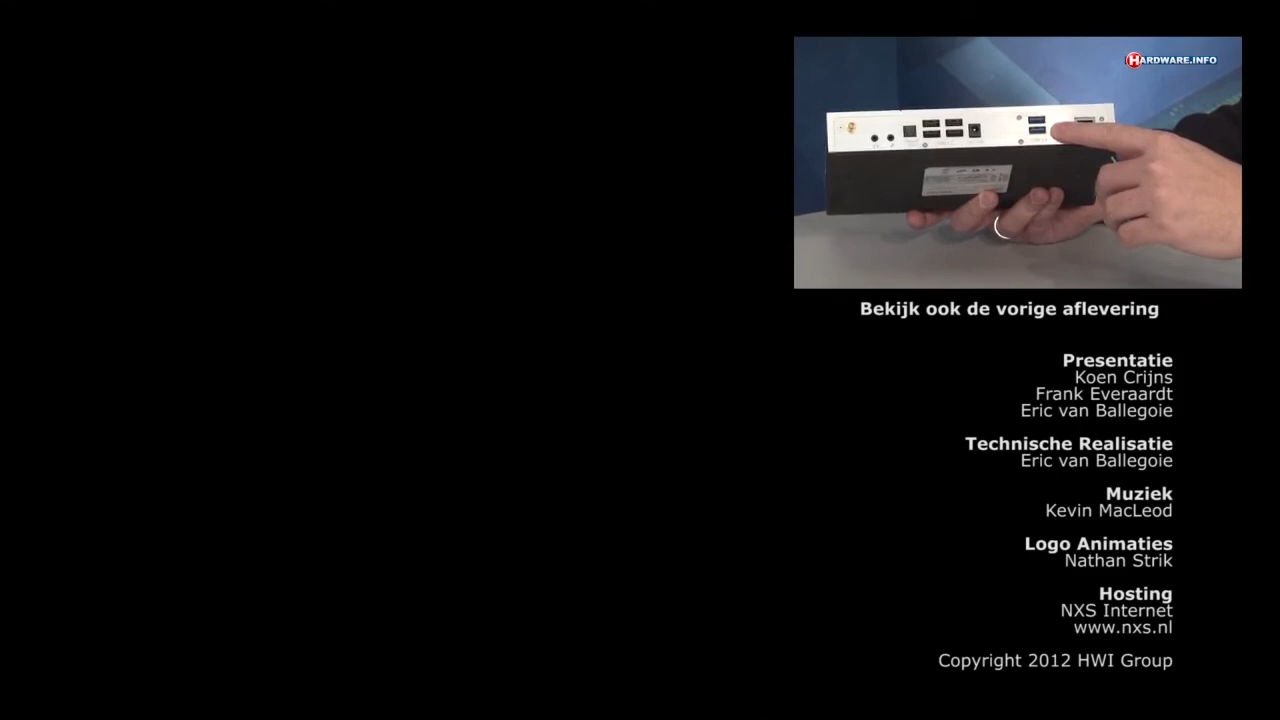 HARDWARE.INFO
Bekijk ook de vorige aflevering
Presentatie
Koen Crijns
Frank Everaardt
Eric van Ballegoie
Technische Realisatie
Eric van Ballegoie
Muziek
Kevin MacLeod
Logo Animaties
Nathan Strik
Hosting
NXS Internet
www.nxs.nl
Copyright 2012 HWI Group